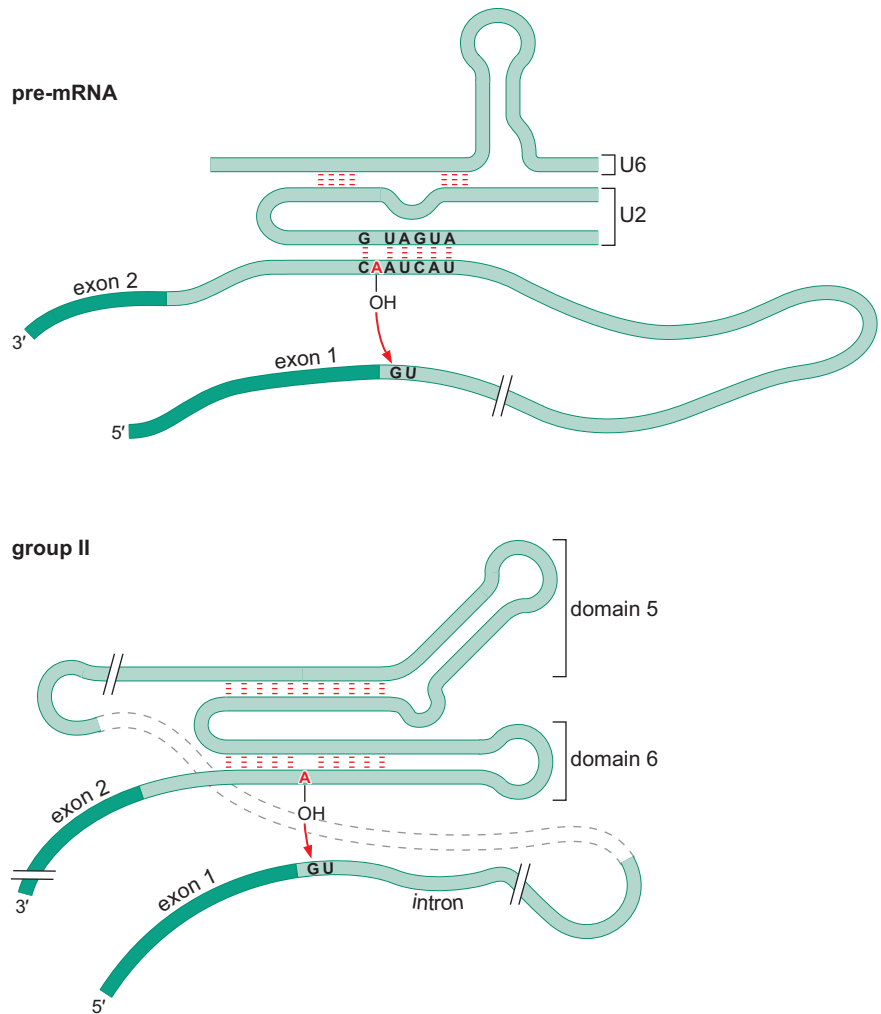 pre-mRNA
U6
U2
G UAGUA
CAAUCAU
exon 2
OH
3′
exon 1
GU
5′
group II
domain 5
domain 6
A
exon 2
OH
exon 1
GU
intron
3′
5′